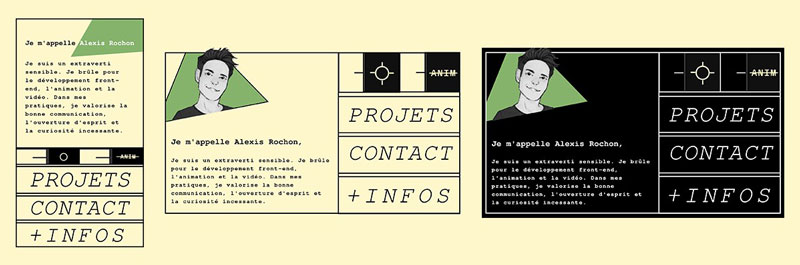 Je m'appelle Alexis Rochon
Je suis un extraverti
sensible. Je brûle pour
le développement front-
end, l'animation et la
vidéo. Dans mes
pratiques, je valorise la
bonne communication,
l'ouverture d'esprit et
la curiosité incessante.
ANIM
PROJETS
CONTACT
+INFOS
Je m'appelle Alexis Rochon,
Je suis un extraverti sensible. Je brûle
pour le développement front-end,
l'animation et la vidéo. Dans mes
pratiques, je valorise la bonne
communication, l'ouverture d'esprit et
la curiosité incessante.
ANIM
PROJETS
CONTACT
+INFOS
Je m'appelle Alexis Rochon,
Je suis un extraverti sensible. Je brûle
pour le développement front-end,
l'animation et la vidéo. Dans mes
pratiques, je valorise la bonne
communication, l'ouverture d'esprit et
la curiosité incessante.
ANIM
PROJETS
CONTACT
+INFOS